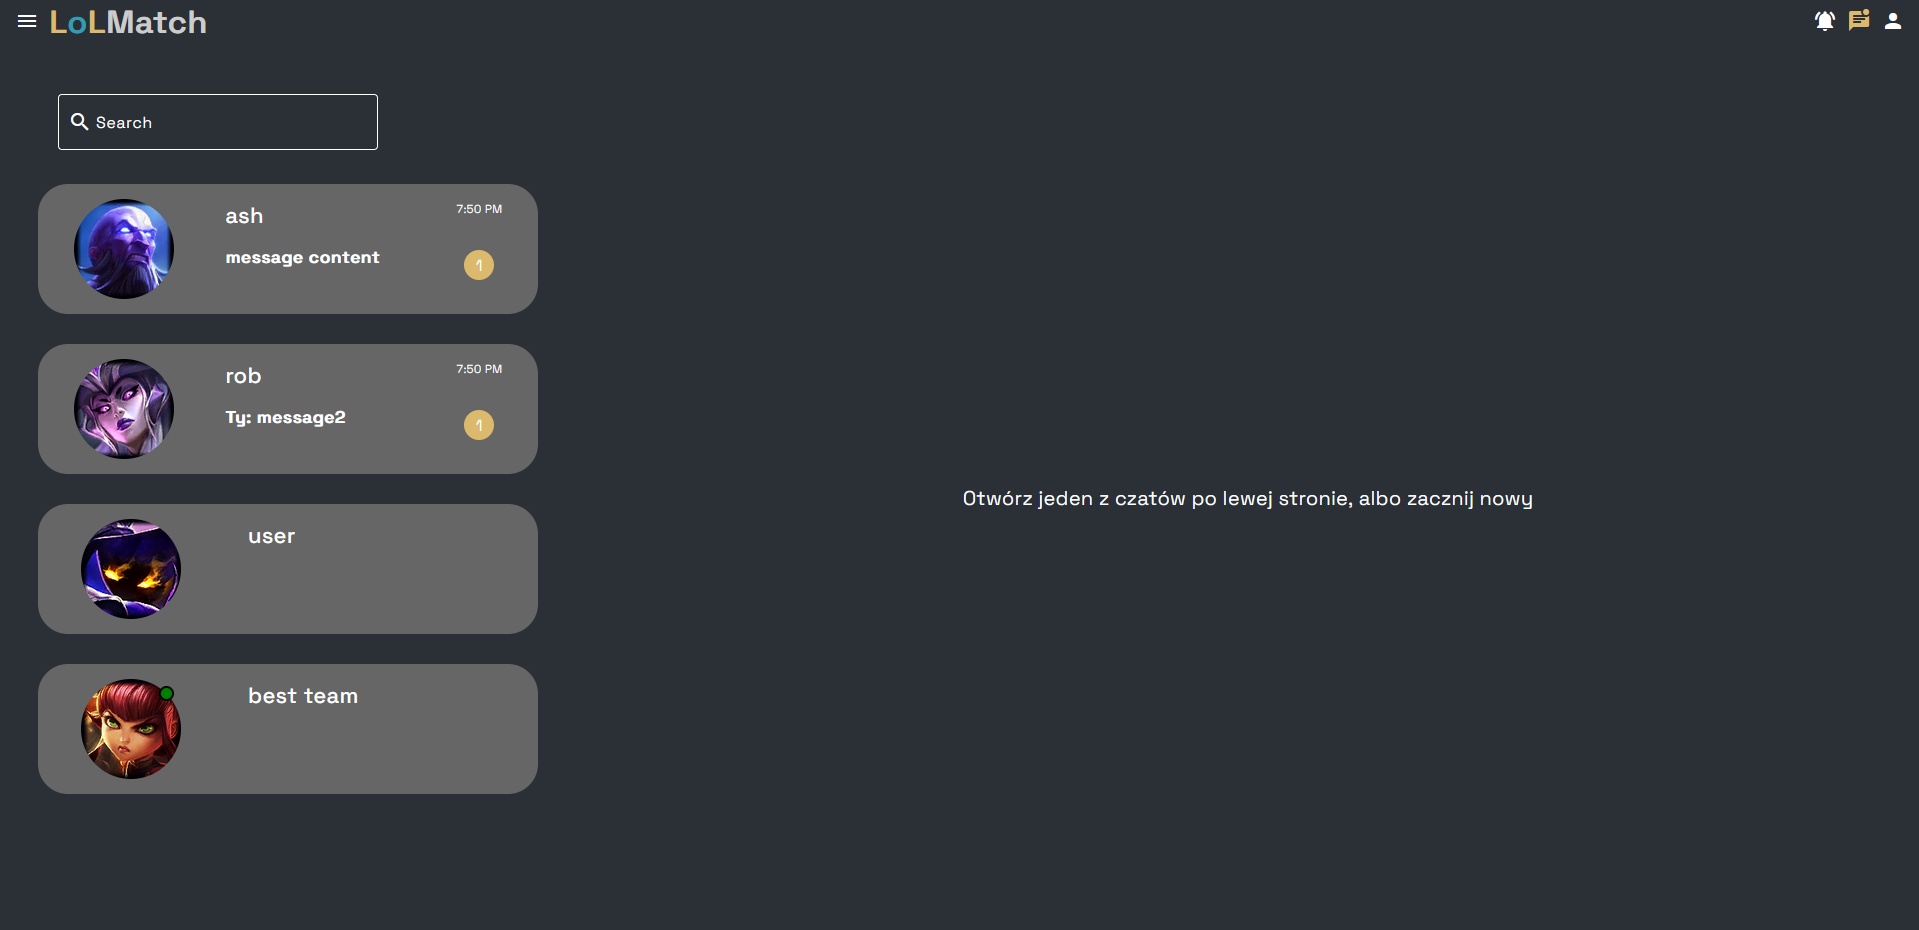 LoLMatch
Search
ash
7:50 PM
message content
1
rob
7:50 PM
Ty: message2
1
user
best team
Otwórz jeden z czatów po lewej stronie, albo zacznij nowy